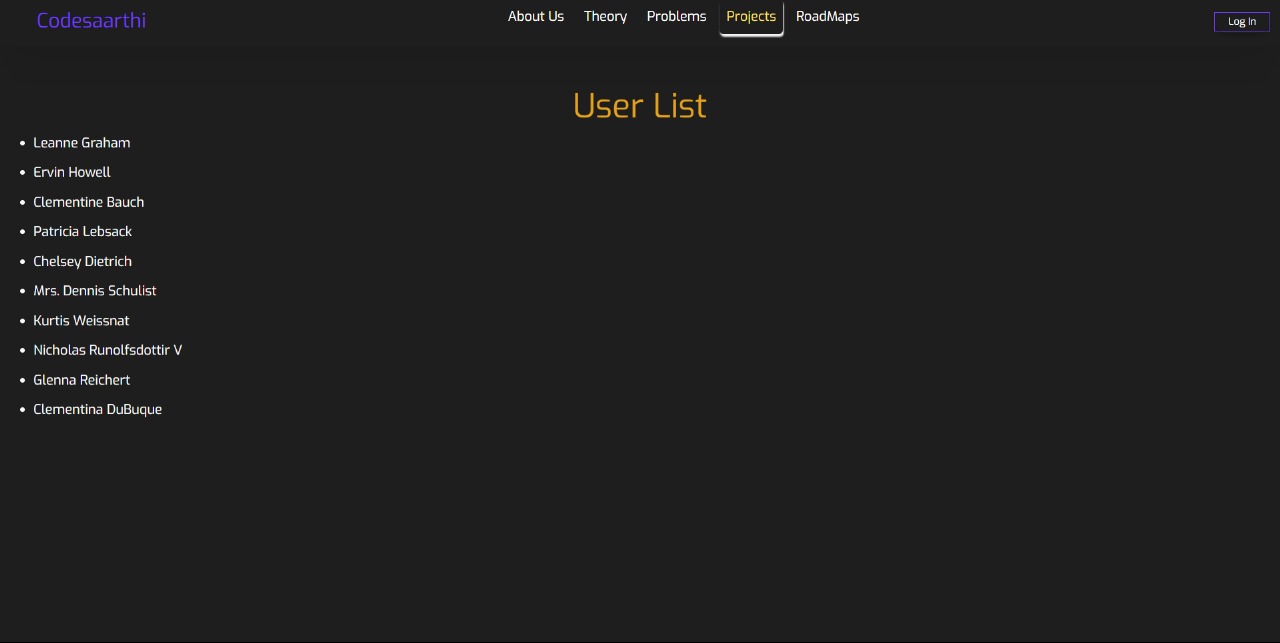 Codesaarthi
About Us Theory Problems Projects RoadMaps
Log In
User List
Leanne Graham
Ervin Howell
Clementine Bauch
Patricia Lebsack
Chelsey Dietrich
Mrs. Dennis Schulist
Kurtis Weissnat
Nicholas Runolfsdottir V
Glenna Reichert
Clementina DuBuque